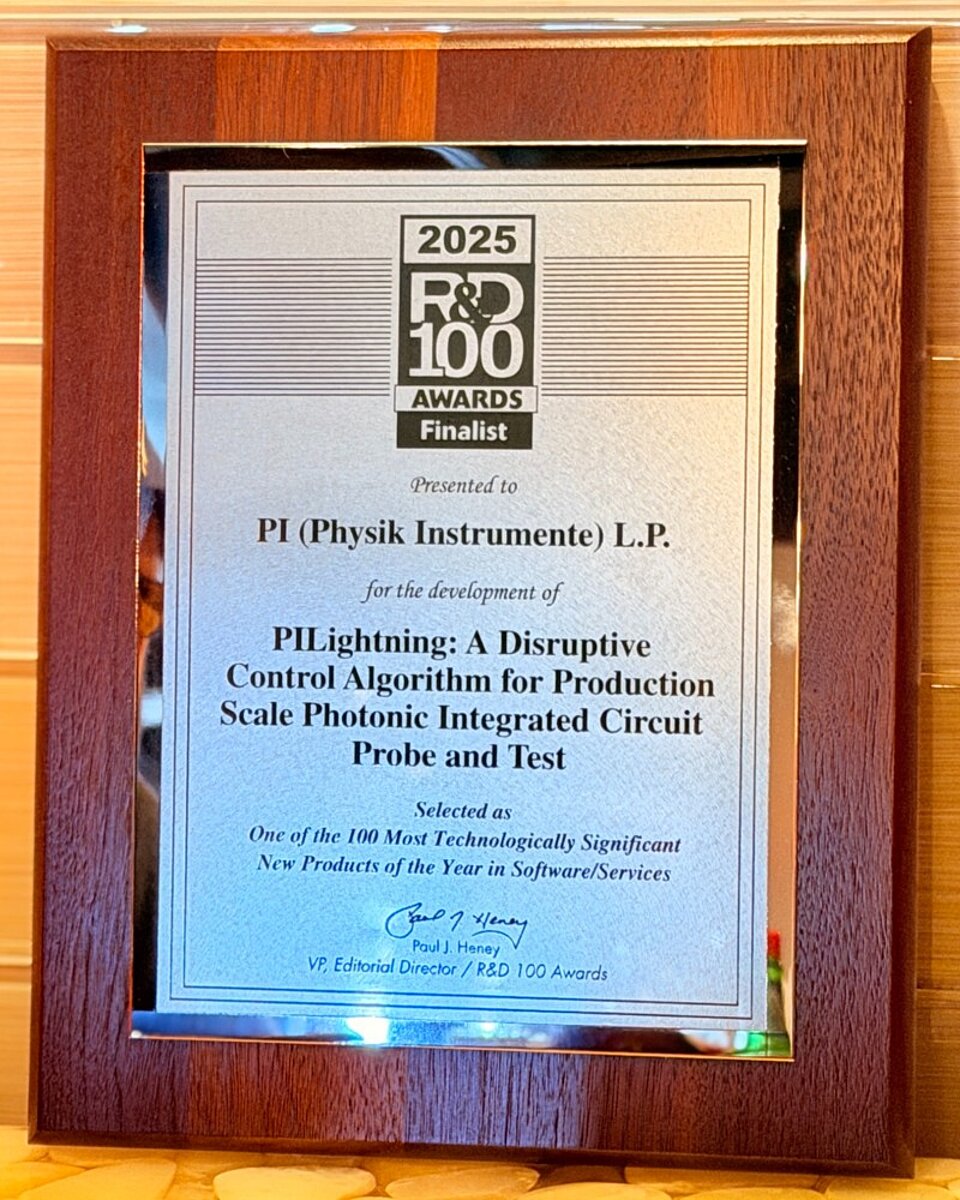 2025
R&D
100
AWARDS
Finalist
Presented to
PI (Physik Instrumente) L.P.
for the development of
PILightning: A Disruptive
Control Algorithm for Production
Scale Photonic Integrated Circuit
Probe and Test
Selected as
One of the 100 Most Technologically Significant
New Products of the Year in Software/Services
Paul J Heney
Paul J. Heney
VP, Editorial Director / R&D 100 Awards